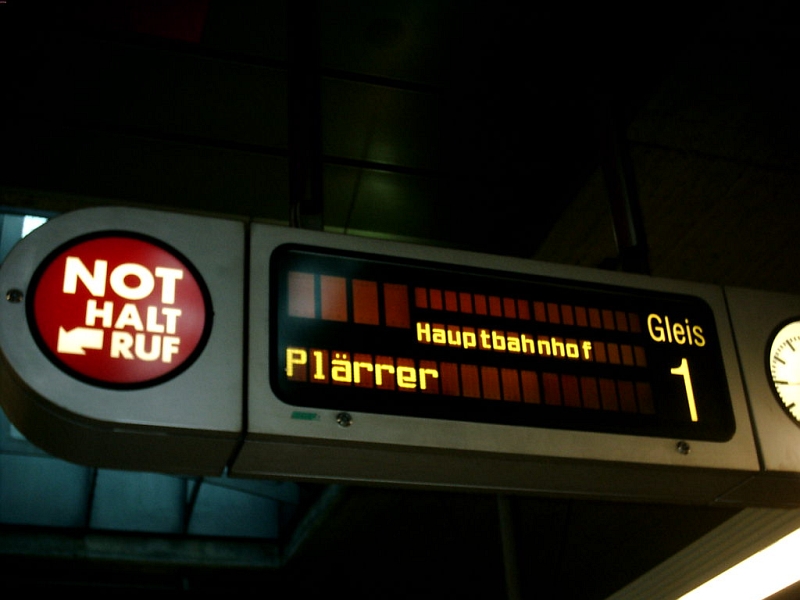 NOT
HALT
RUF
Hauptbahnhof
Plärrer
Gleis
1